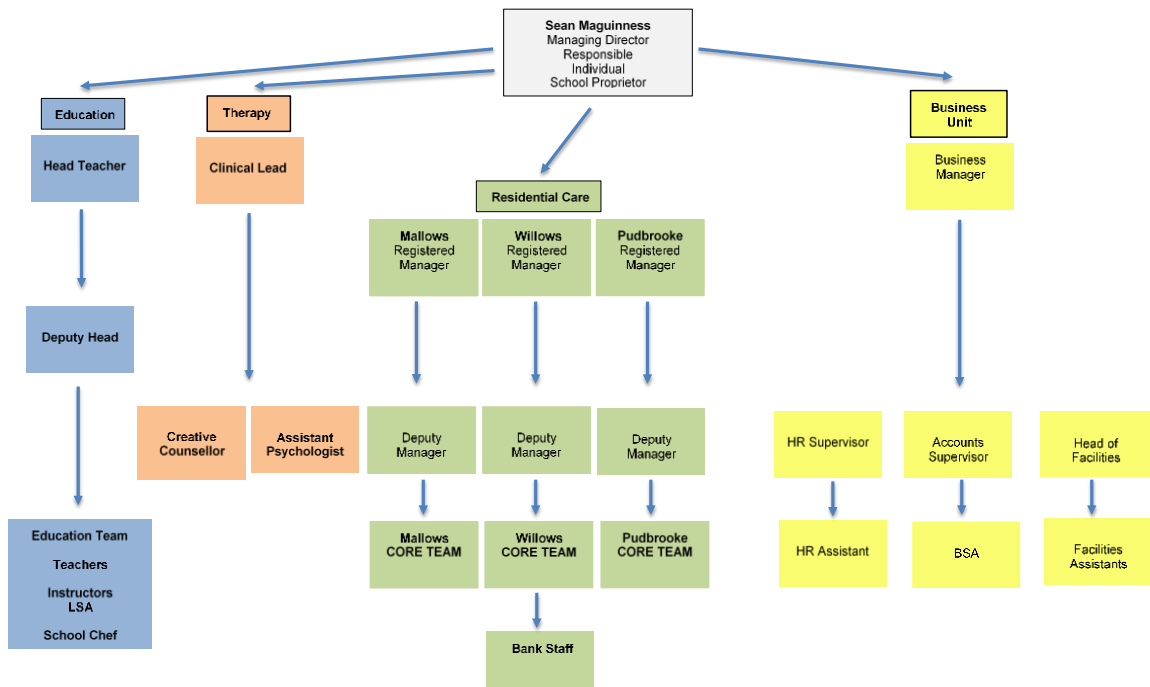 Sean Maguinness
Managing Director
Responsible
Individual
School Proprietor
Education
Head Teacher
Deputy Head
Education Team
Teachers
Instructors
LSA
School Chef
Therapy
Clinical Lead
Creative
Counsellor
Assistant
Psychologist
Residential Care
Mallows
Registered
Manager
Willows
Registered
Manager
Pudbrooke
Registered
Manager
Deputy
Manager
Deputy
Manager
Deputy
Manager
Mallows
CORE TEAM
Willows
CORE TEAM
Pudbrooke
CORE TEAM
Bank Staff
Business
Unit
Business
Manager
HR Supervisor
Accounts
Supervisor
Head of
Facilities
HR Assistant
BSA
Facilities
Assistants